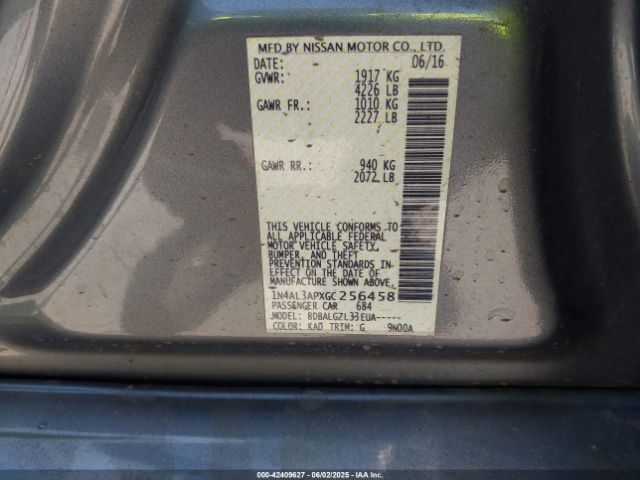 MFD BY NISSAN MOTOR CO., LTD.
DATE: 06/16
GVWR: 1917 KG
4226 LB
GAWR FR.: 1010 KG
2227 LB
GAWR RR.: 940 KG
2072 LB
THIS VEHICLE CONFORMS TO
ALL APPLICABLE FEDERAL
MOTOR VEHICLE SAFETY,
BUMPER, AND THEFT
PREVENTION STANDARDS IN
EFFECT ON THE DATE OF
MANUFACTURE SHOWN ABOVE.
1N4AL3APXGC256458
PASSENGER CAR 684
MODEL: BDBALGZL33EUA-----
COLOR: KAD TRIM: G 9N00A
00-42409627 - 06/02/2025 - IAAI.com